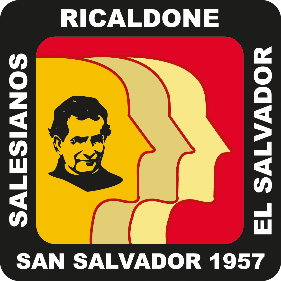 RICALDONE
SALESIANOS
EL SALVADOR
SAN SALVADOR 1957